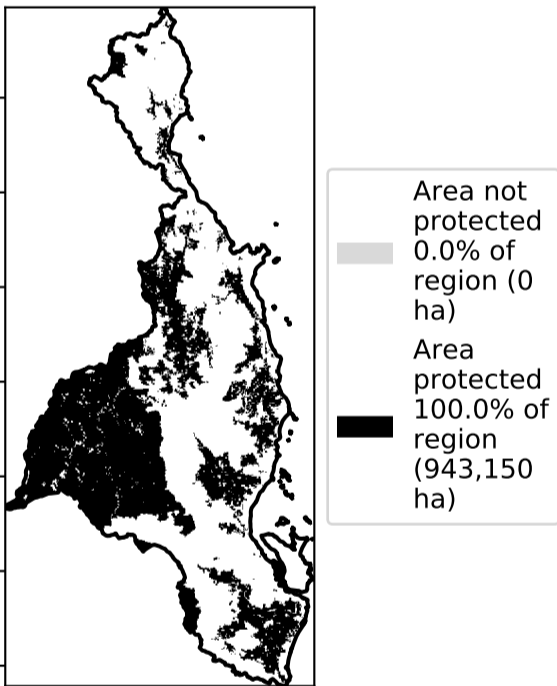 Area not
protected
0.0% of
region (0
ha)
Area
protected
100.0% of
region
(943,150
ha)